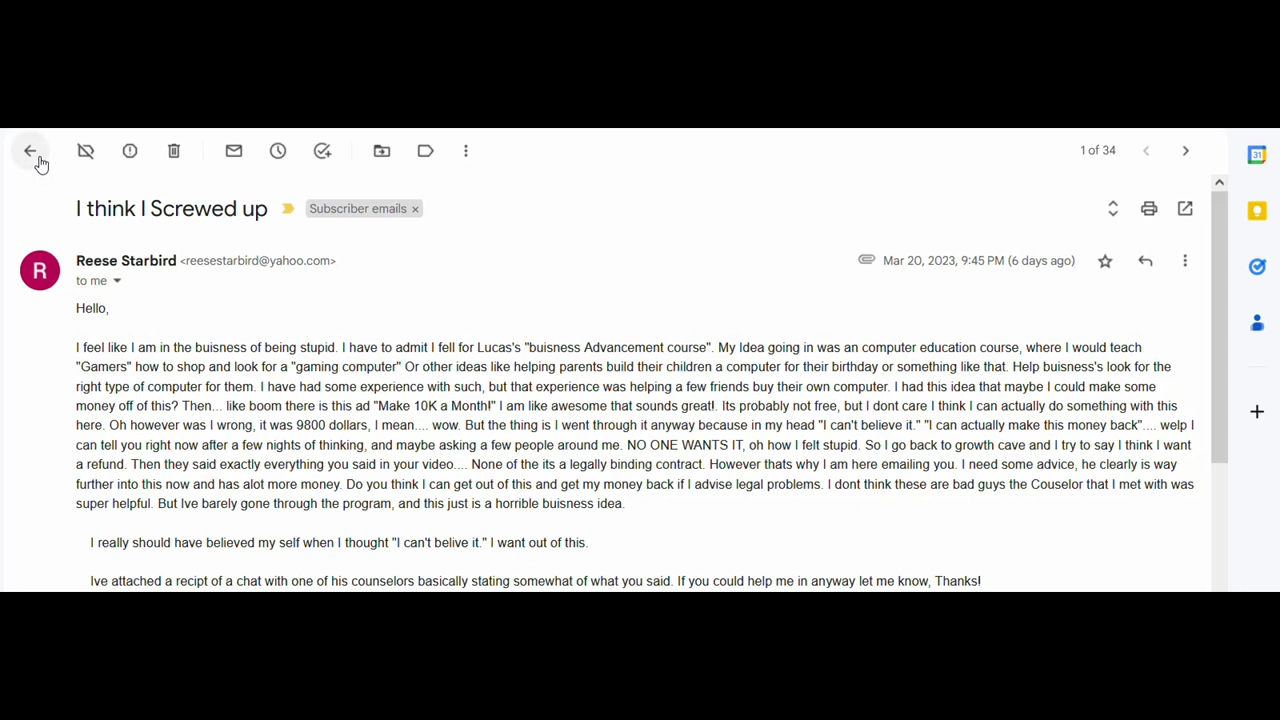 1 of 34
31
I think I Screwed up
Subscriber emails ×
R
Reese Starbird <reesestarbird@yahoo.com>
Mar 20, 2023, 9:45 PM (6 days ago)
to me
Hello,
I feel like I am in the buisness of being stupid. I have to admit I fell for Lucas's "buisness Advancement course". My Idea going in was an computer education course, where I would teach
"Gamers" how to shop and look for a "gaming computer" Or other ideas like helping parents build their children a computer for their birthday or something like that. Help buisness's look for the
right type of computer for them. I have had some experience with such, but that experience was helping a few friends buy their own computer. I had this idea that maybe I could make some
money off of this? Then... like boom there is this ad "Make 10K a Month!" I am like awesome that sounds great!. Its probably not free, but I dont care I think I can actually do something with this
here. Oh however was I wrong, it was 9800 dollars, I mean.... wow. But the thing is I went through it anyway because in my head "I can't believe it." "I can actually make this money back".... welp I
can tell you right now after a few nights of thinking, and maybe asking a few people around me. NO ONE WANTS IT, oh how I felt stupid. So I go back to growth cave and I try to say I think I want
a refund. Then they said exactly everything you said in your video.... None of the its a legally binding contract. However thats why I am here emailing you. I need some advice, he clearly is way
further into this now and has alot more money. Do you think I can get out of this and get my money back if I advise legal problems. I dont think these are bad guys the Couselor that I met with was
super helpful. But Ive barely gone through the program, and this just is a horrible buisness idea.
I really should have believed my self when I thought "I can't belive it." I want out of this.
Ive attached a recipt of a chat with one of his counselors basically stating somewhat of what you said. If you could help me in anyway let me know, Thanks!